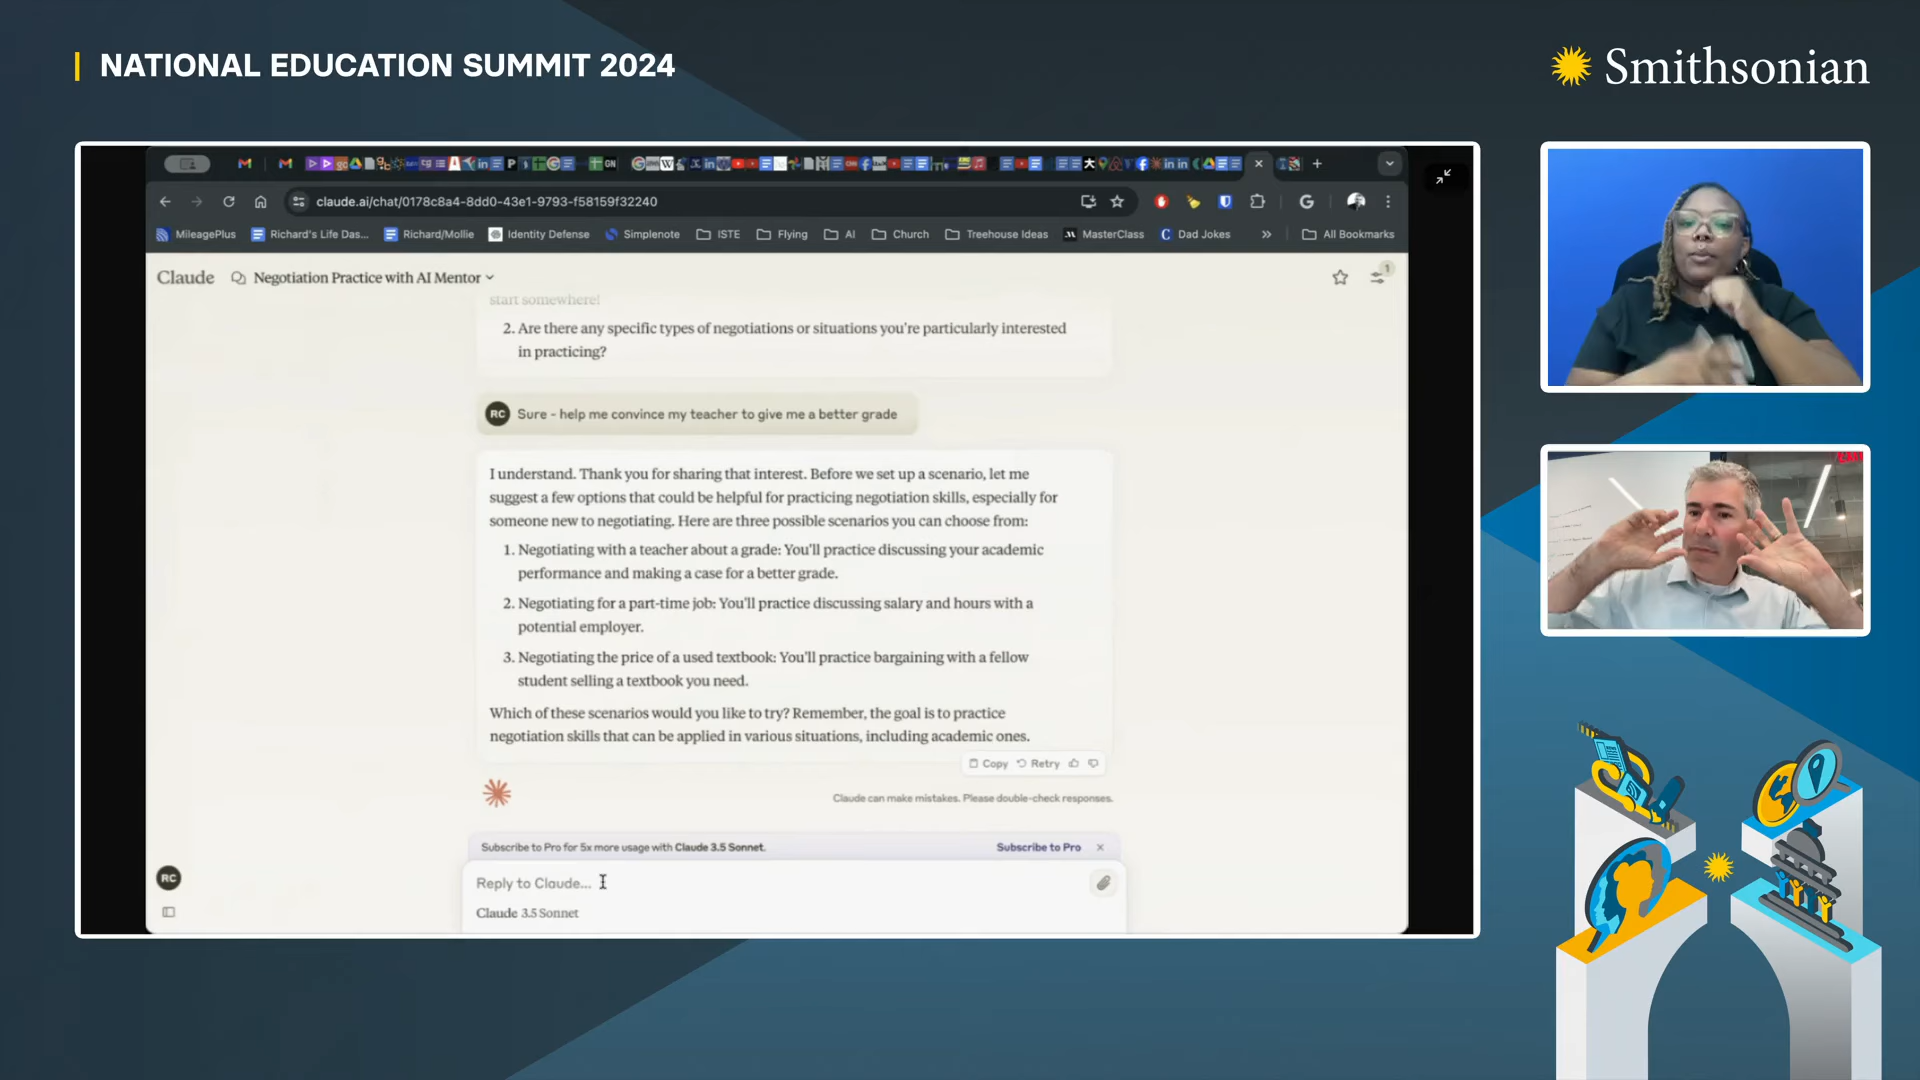 NATIONAL EDUCATION SUMMIT 2024
Smithsonian
claude.ai/chat/0178c8a4-8dd0-43e1-9793-f58159f32240
MileagePlus
Richard's Life Das...
Richard/Mollie
Identity Defense
Simplenote
ISTE
Flying
AI
Church
Treehouse Ideas
MasterClass
Dad Jokes
All Bookmarks
Claude
Negotiation Practice with AI Mentor
1
start somewhere!
2. Are there any specific types of negotiations or situations you're particularly interested
in practicing?
RC Sure - help me convince my teacher to give me a better grade
I understand. Thank you for sharing that interest. Before we set up a scenario, let me
suggest a few options that could be helpful for practicing negotiation skills, especially for
someone new to negotiating. Here are three possible scenarios you can choose from:
1. Negotiating with a teacher about a grade: You'll practice discussing your academic
performance and making a case for a better grade.
2. Negotiating for a part-time job: You'll practice discussing salary and hours with a
potential employer.
3. Negotiating the price of a used textbook: You'll practice bargaining with a fellow
student selling a textbook you need.
Which of these scenarios would you like to try? Remember, the goal is to practice
negotiation skills that can be applied in various situations, including academic ones.
Copy Retry
Claude can make mistakes. Please double-check responses.
Subscribe to Pro for 5x more usage with Claude 3.5 Sonnet. Subscribe to Pro
RC
Reply to Claude...
Claude 3.5 Sonnet